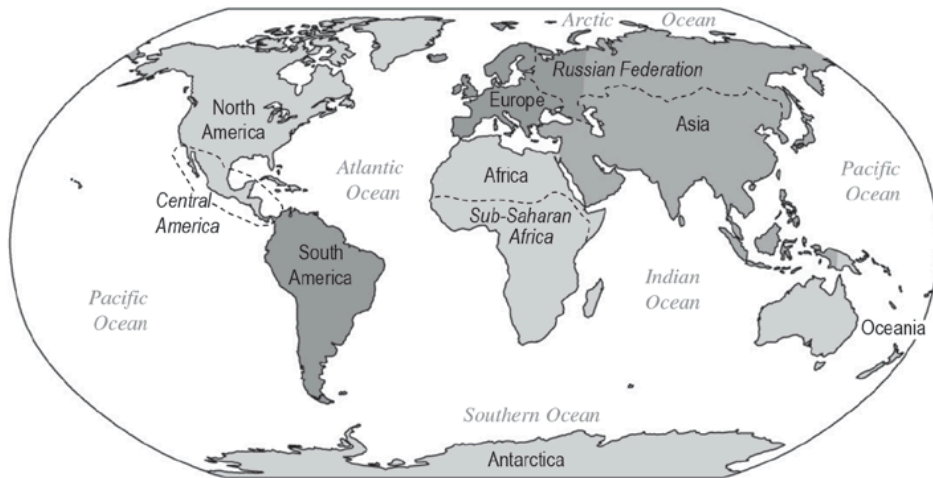 Arctic Ocean
Russian Federation
Europe
North
America
Asia
Atlantic
Ocean
Africa
Pacific
Ocean
Central
America
Sub-Saharan
Africa
South
America
Indian
Ocean
Pacific
Ocean
Oceania
Southern Ocean
Antarctica